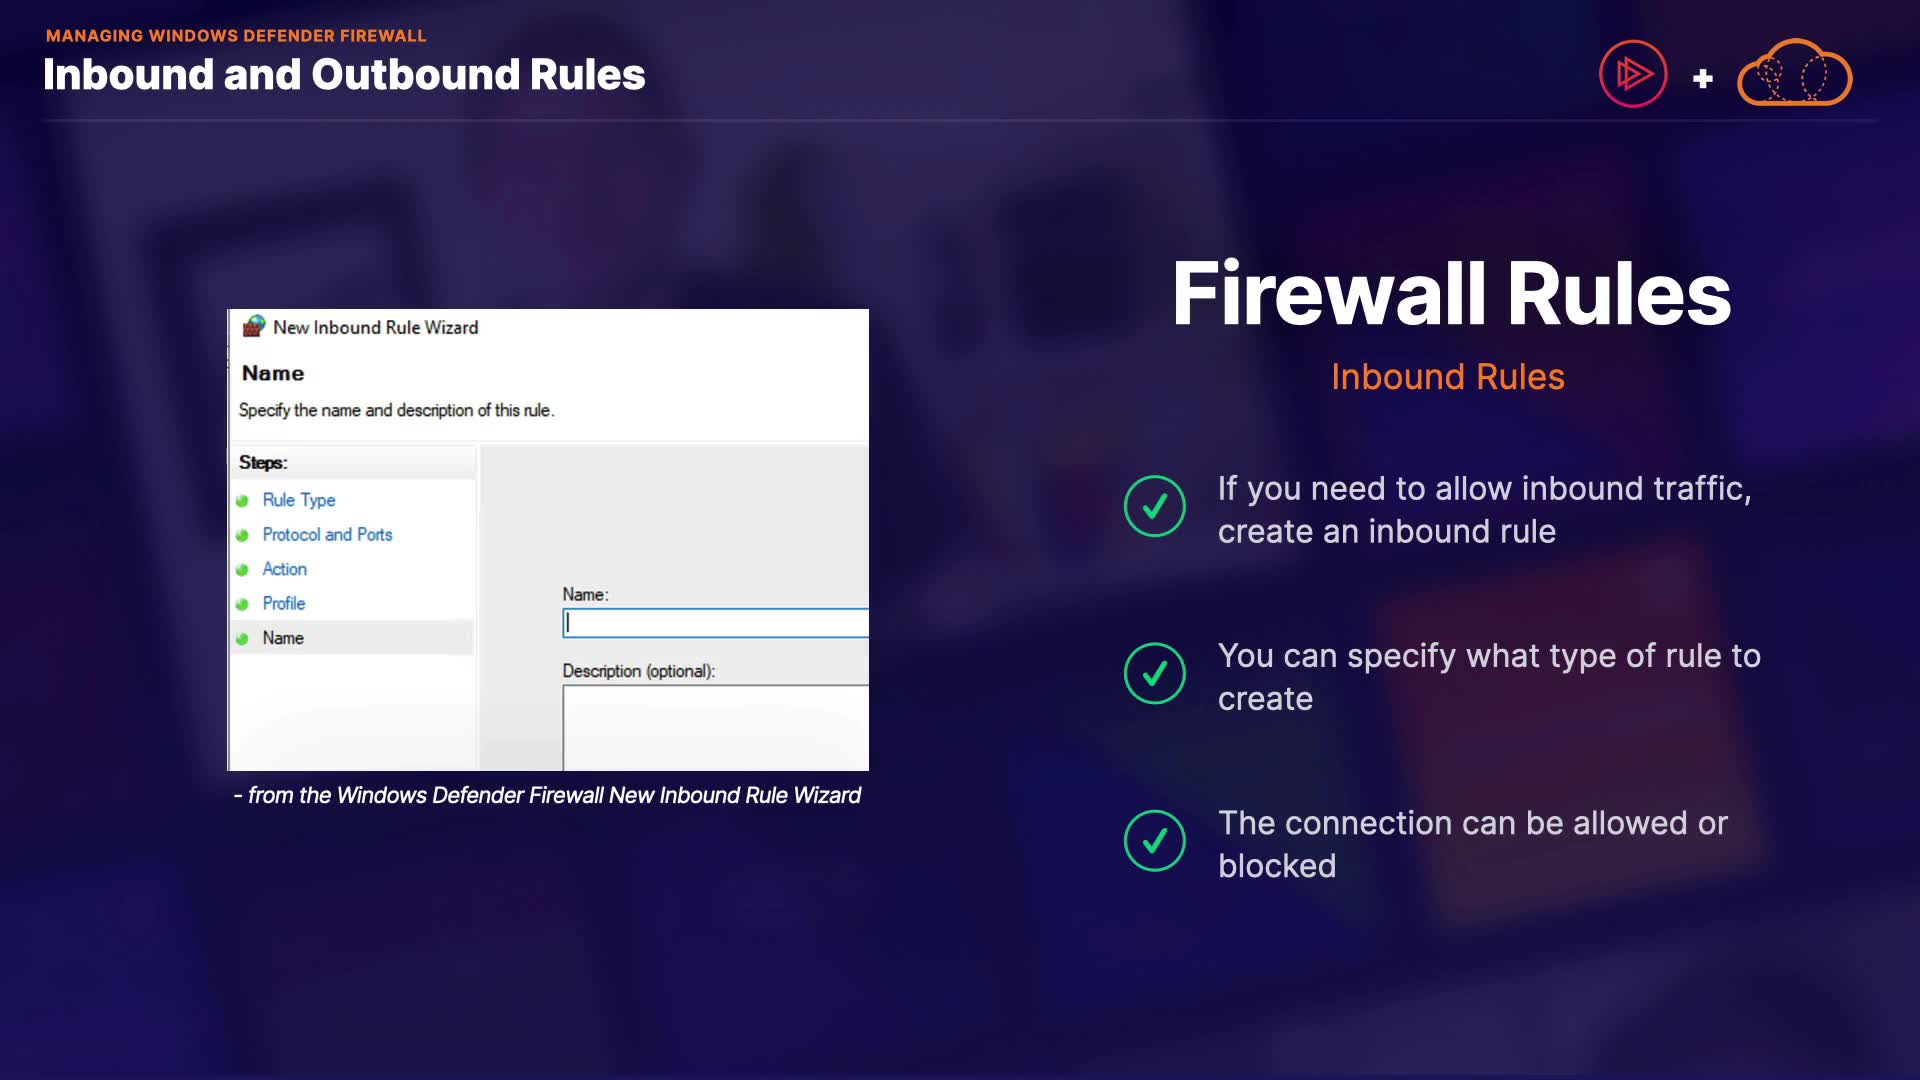 MANAGING WINDOWS DEFENDER FIREWALL
Inbound and Outbound Rules
New Inbound Rule Wizard
Name
Specify the name and description of this rule.
Steps:
Rule Type
Protocol and Ports
Action
Profile
Name
Name:
Description (optional):
- from the Windows Defender Firewall New Inbound Rule Wizard
Firewall Rules
Inbound Rules
If you need to allow inbound traffic,
create an inbound rule
You can specify what type of rule to
create
The connection can be allowed or
blocked